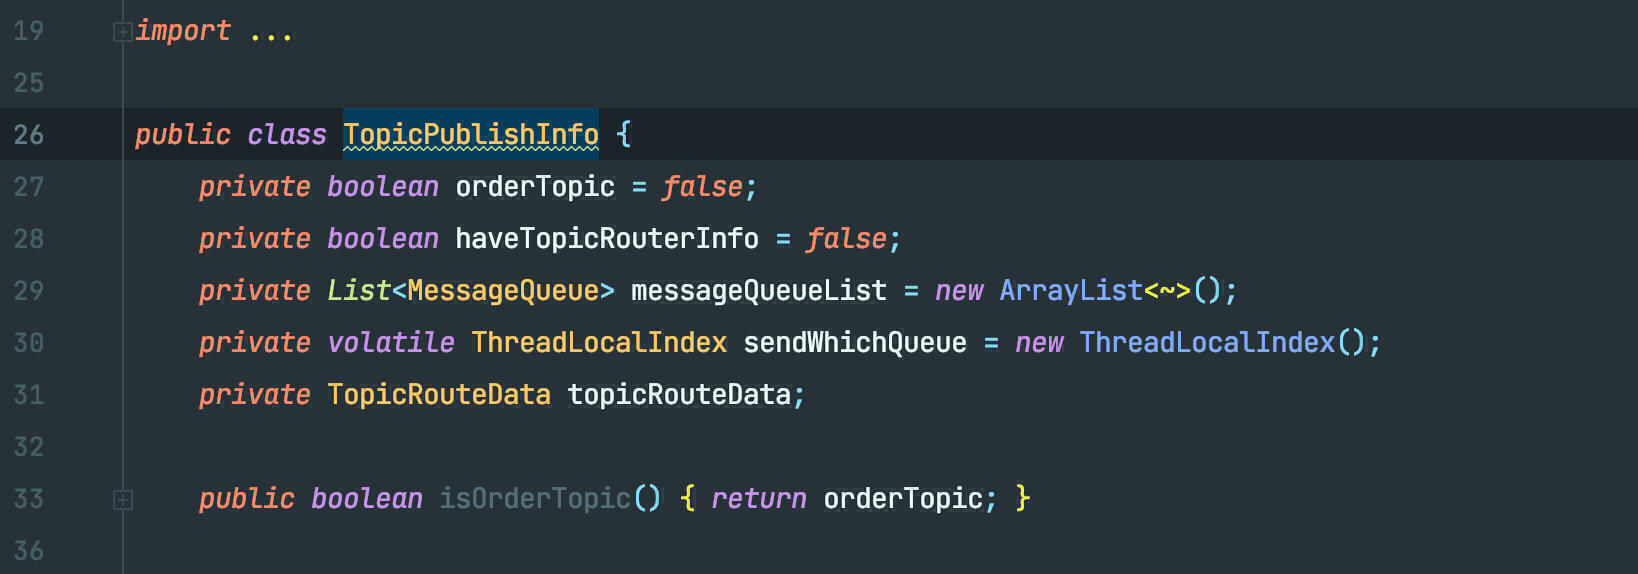 19 import ...
25
26 public class TopicPublishInfo {
27 private boolean orderTopic = false;
28 private boolean haveTopicRouterInfo = false;
29 private List<MessageQueue> messageQueueList = new ArrayList<~>();
30 private volatile ThreadLocalIndex sendWhichQueue = new ThreadLocalIndex();
31 private TopicRouteData topicRouteData;
32
33 public boolean isOrderTopic() { return orderTopic; }
36